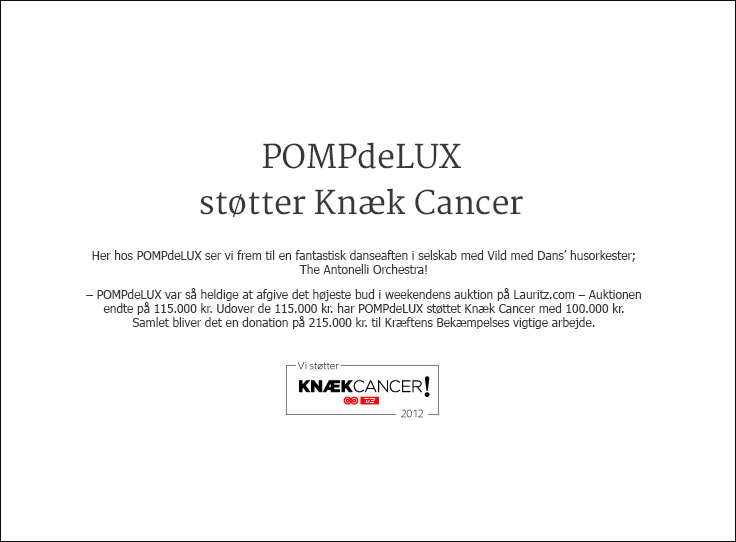 POMPdeLUX
støtter Knæk Cancer
Her hos POMPdeLUX ser vi frem til en fantastisk danseaften i selskab med Vild med Dans’ husorkester;
The Antonelli Orchestra!
– POMPdeLUX var så heldige at afgive det højeste bud i weekendens auktion på Lauritz.com – Auktionen
endte på 115.000 kr. Udover de 115.000 kr. har POMPdeLUX støttet Knæk Cancer med 100.000 kr.
Samlet bliver det en donation på 215.000 kr. til Kræftens Bekæmpelses vigtige arbejde.
Vi støtter
KNÆKCANCER!
2
2012